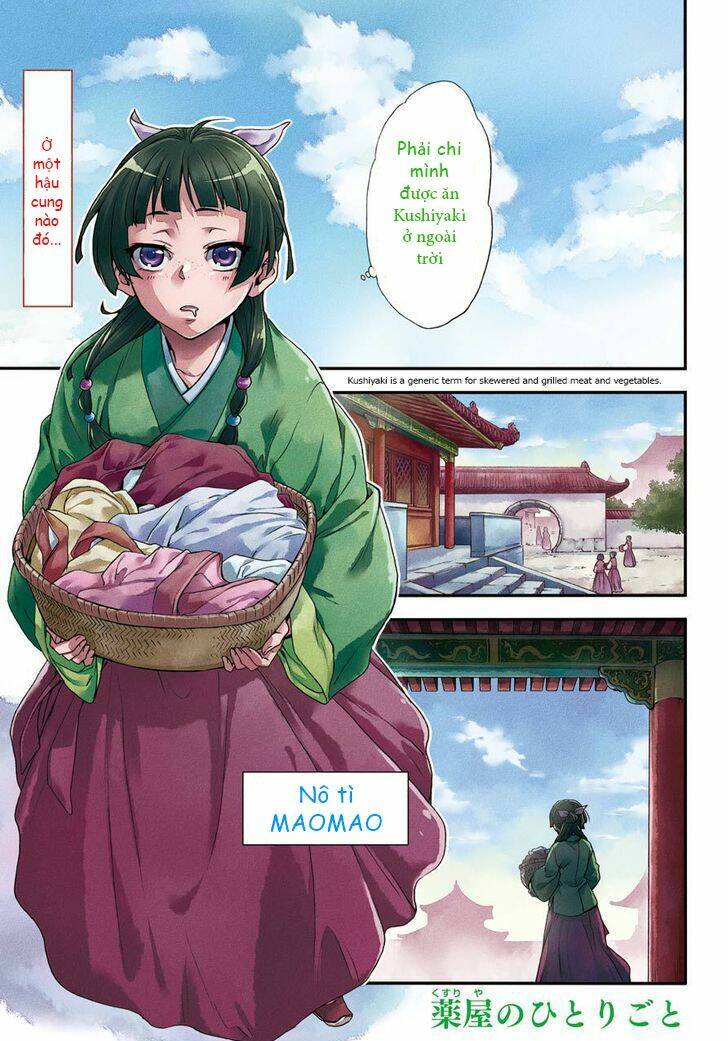 Ở
một
hậu
cung
nào
đó...
Phải chi
mình
được ăn
Kushiyaki
ở ngoài
trời
Kushiyaki is a generic term for skewered and grilled meat and vegetables.
Nô tì
MAOMAO
くすり や
薬屋のひとりごと